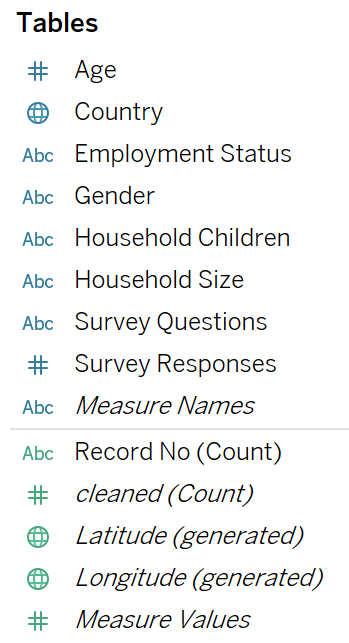 Tables
# Age
Country
Abc Employment Status
Abc Gender
Abc Household Children
Abc Household Size
Abc Survey Questions
# Survey Responses
Abc Measure Names
Abc Record No (Count)
# cleaned (Count)
Latitude (generated)
Longitude (generated)
# Measure Values